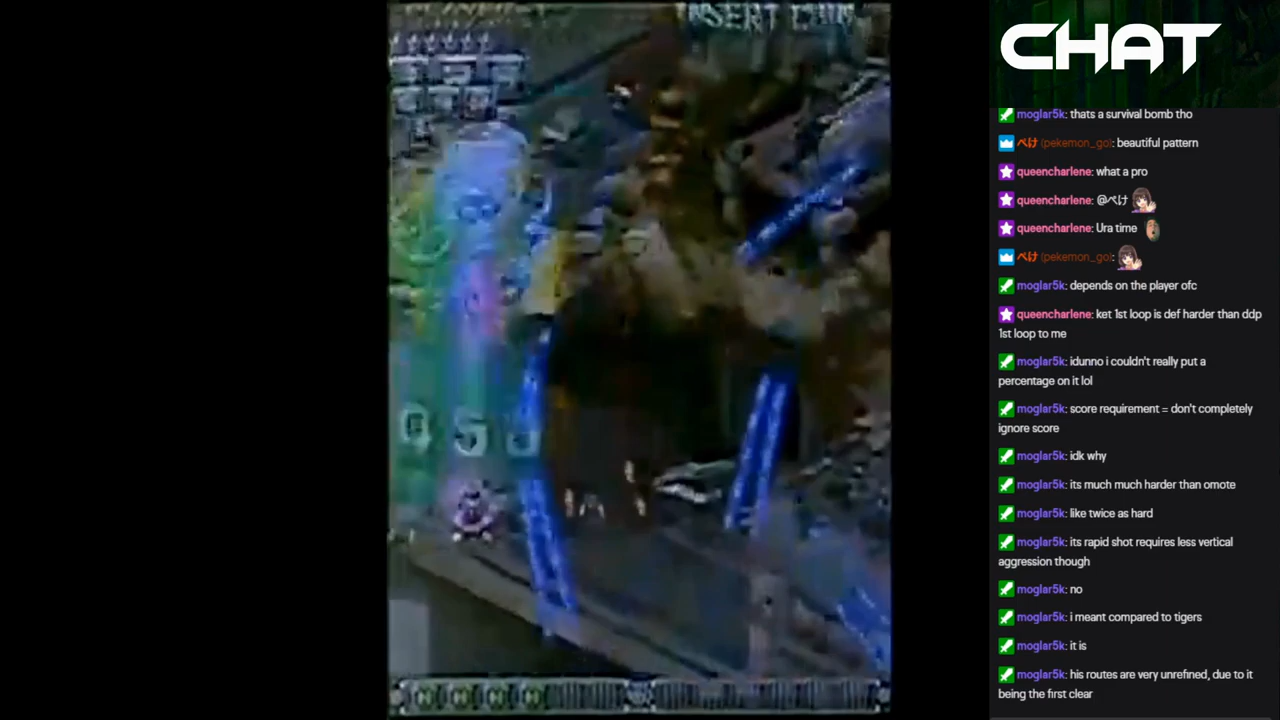 INSERT COIN
CHAT
moglar5k: thats a survival bomb tho
ぺけ (pekemon_go): beautiful pattern
queencharlene: what a pro
queencharlene: @ぺけ
queencharlene: Ura time
ぺけ (pekemon_go):
moglar5k: depends on the player ofc
queencharlene: ket 1st loop is def harder than ddp
1st loop to me
moglar5k: idunno i couldn't really put a
percentage on it lol
moglar5k: score requirement = don't completely
ignore score
moglar5k: idk why
moglar5k: its much much harder than omote
moglar5k: like twice as hard
moglar5k: its rapid shot requires less vertical
aggression though
moglar5k: no
moglar5k: i meant compared to tigers
moglar5k: it is
moglar5k: his routes are very unrefined, due to it
being the first clear